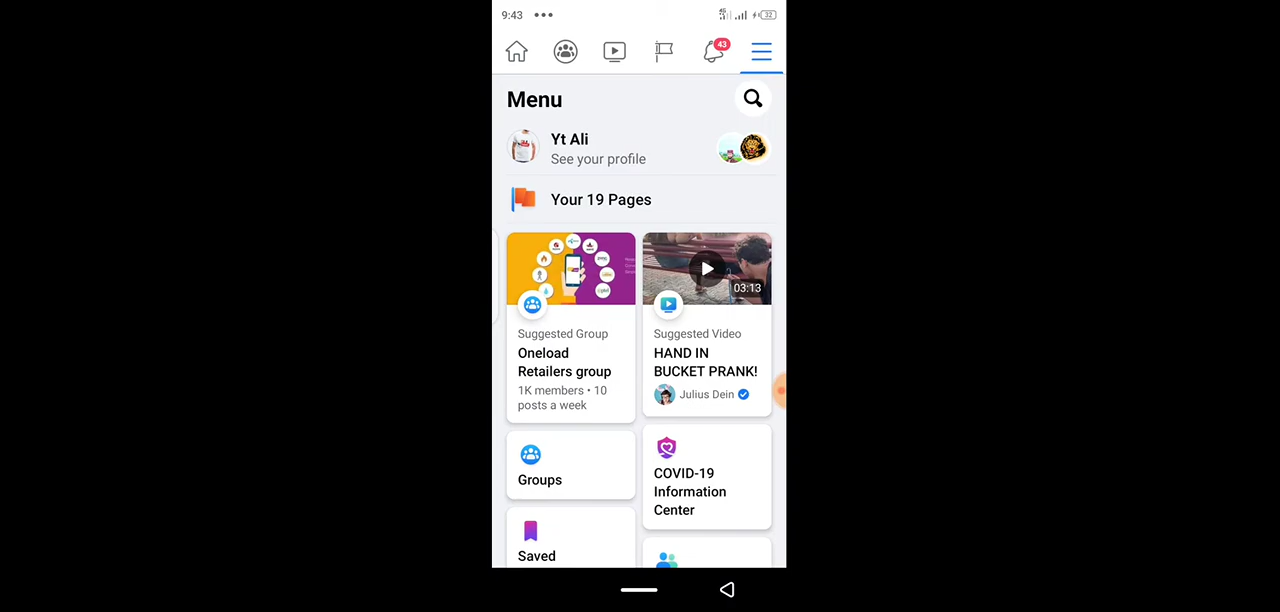 9:43
32
43
Menu
Yt Ali
See your profile
Your 19 Pages
03:13
Suggested Group
Oneload
Retailers group
1K members • 10
posts a week
Suggested Video
HAND IN
BUCKET PRANK!
Julius Dein
Groups
COVID-19
Information
Center
Saved